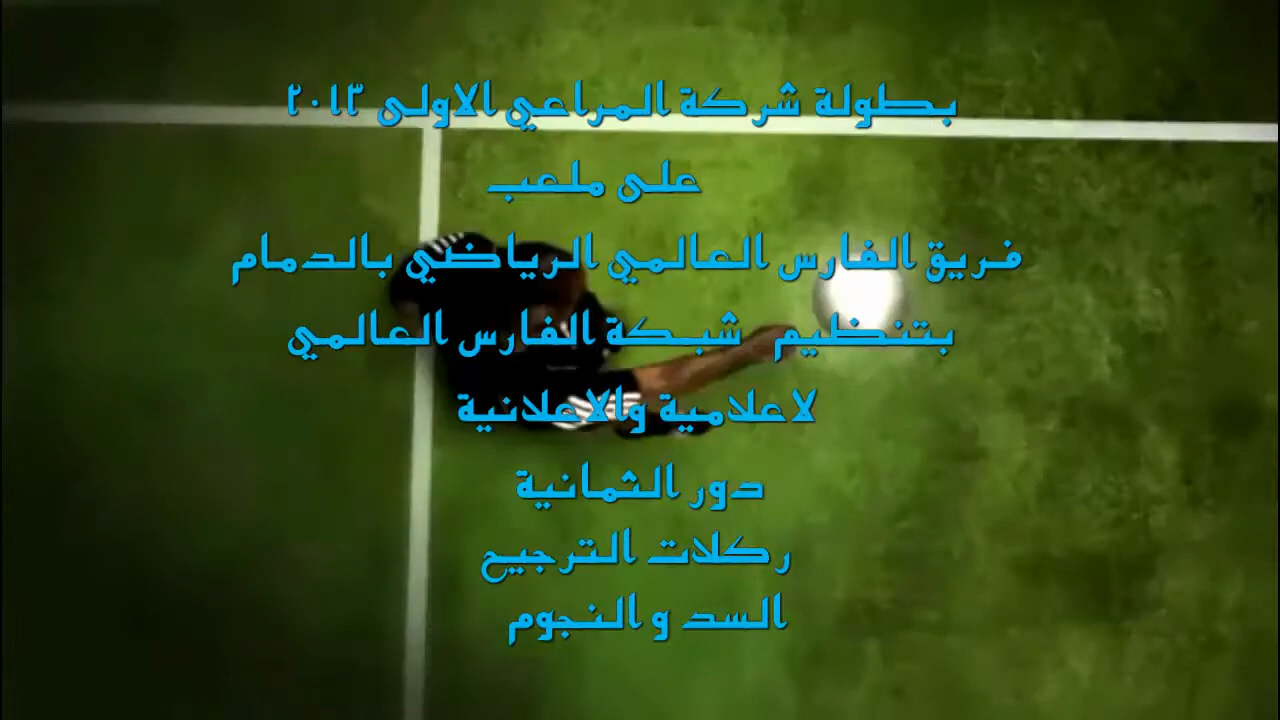 بطولة شركة المراعي الاولى ٢٠١٣
على ملعب
فريق الفارس العالمي الرياضي بالدمام
بتنظيم شبكة الفارس العالمي
لاعلامية والاعلانية
دور الثمانية
ركلات الترجيح
السد و النجوم